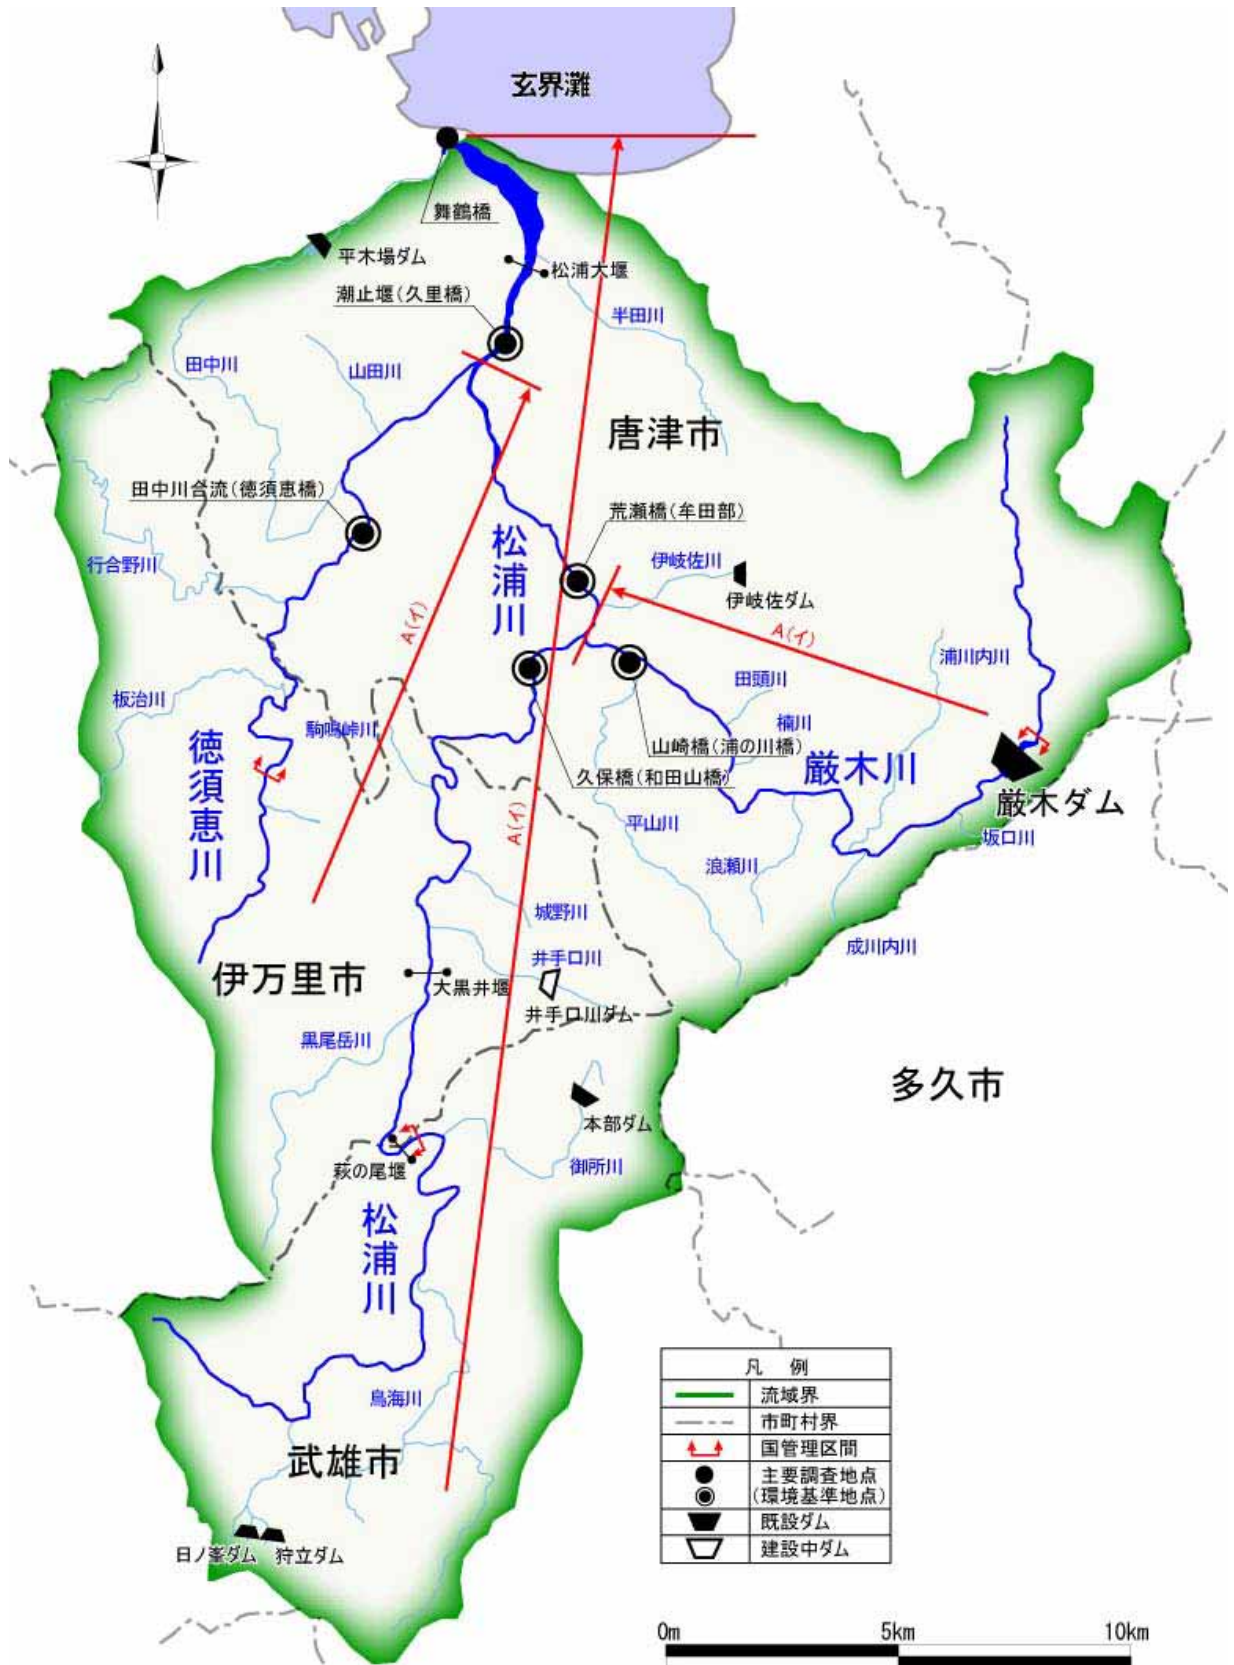 玄界灘
舞鶴橋
平木場ダム
松浦大堰
潮止堰(久里橋)
半田川
田中川
山田川
唐津市
田中川合流(徳須恵橋)
荒瀬橋(牟田部)
松浦川
行合野川
伊岐佐川
伊岐佐ダム
A(イ)
A(イ)
浦川内川
田頭川
板治川
楠川
駒鳴峠川
山崎橋(浦の川橋)
徳須恵川
久保橋(和田山橋)
厳木川
厳木ダム
A(イ)
平山川
坂口川
浪瀬川
城野川
成川内川
井手口川
伊万里市
大黒井堰
井手口川ダム
黒尾岳川
多久市
本部ダム
萩の尾堰
御所川
松浦川
鳥海川
武雄市
日ノ峯ダム 狩立ダム
凡 例
流域界
市町村界
国管理区間
主要調査地点
(環境基準地点)
既設ダム
建設中ダム
0m 5km 10km